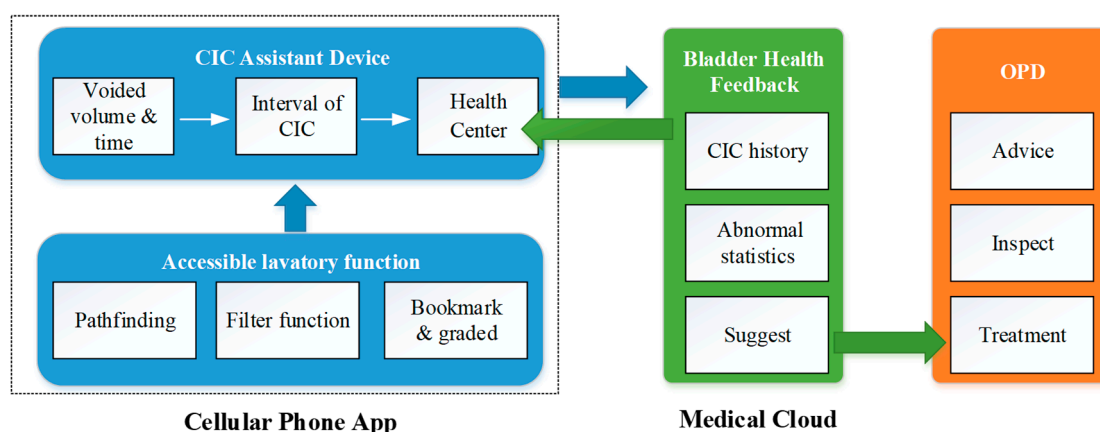 CIC Assistant Device
Voided
volume &
time
Interval of
CIC
Health
Center
Accessible lavatory function
Pathfinding
Filter function
Bookmark
& graded
Cellular Phone App
Bladder Health
Feedback
CIC history
Abnormal
statistics
Suggest
Medical Cloud
OPD
Advice
Inspect
Treatment